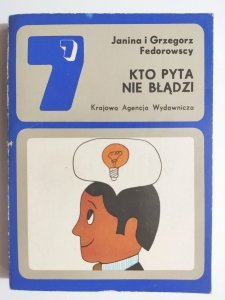 7
Janina i Grzegorz
Fedorowscy
KTO PYTA
NIE BŁĄDZI
Krajowa Agencja Wydawnicza